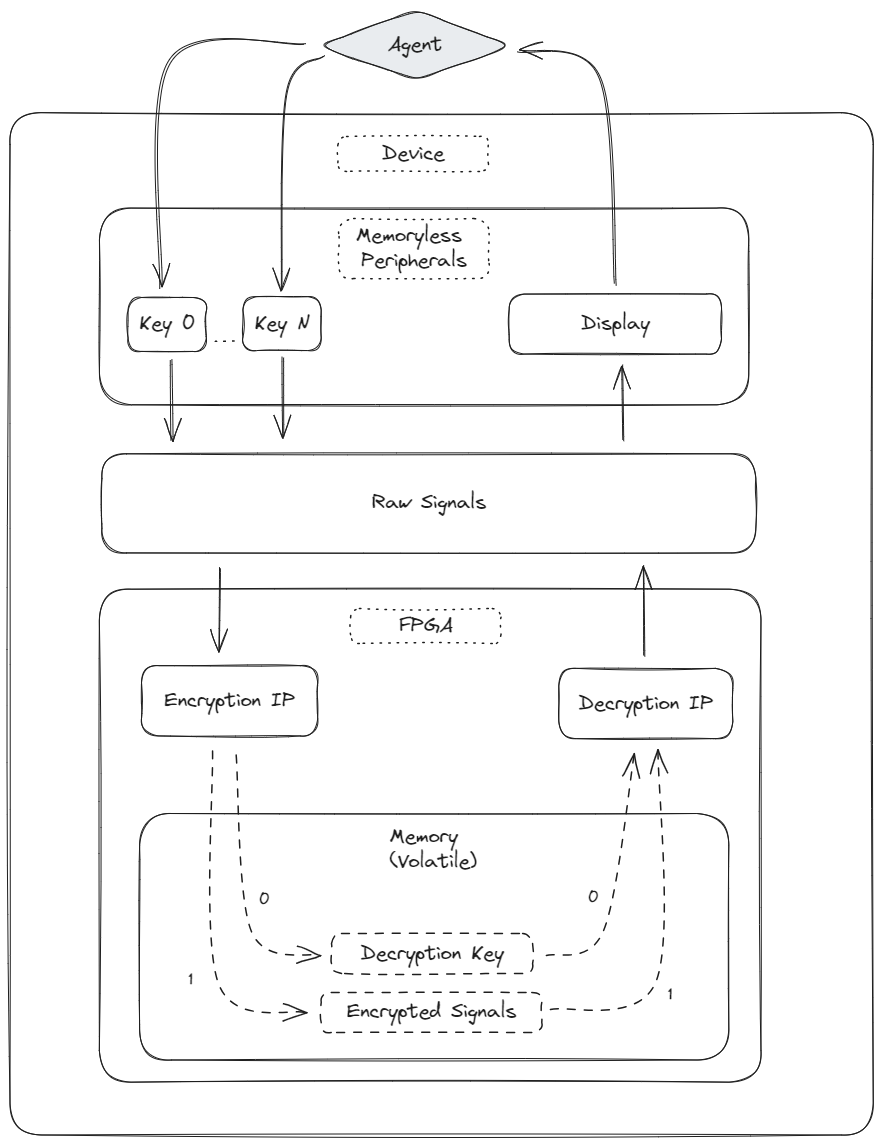 Agent
Device
Memoryless
Peripherals
Key 0
...
Key N
Display
Raw Signals
FPGA
Encryption IP
Decryption IP
Memory
(Volatile)
0
0
Decryption Key
1
Encrypted Signals
1